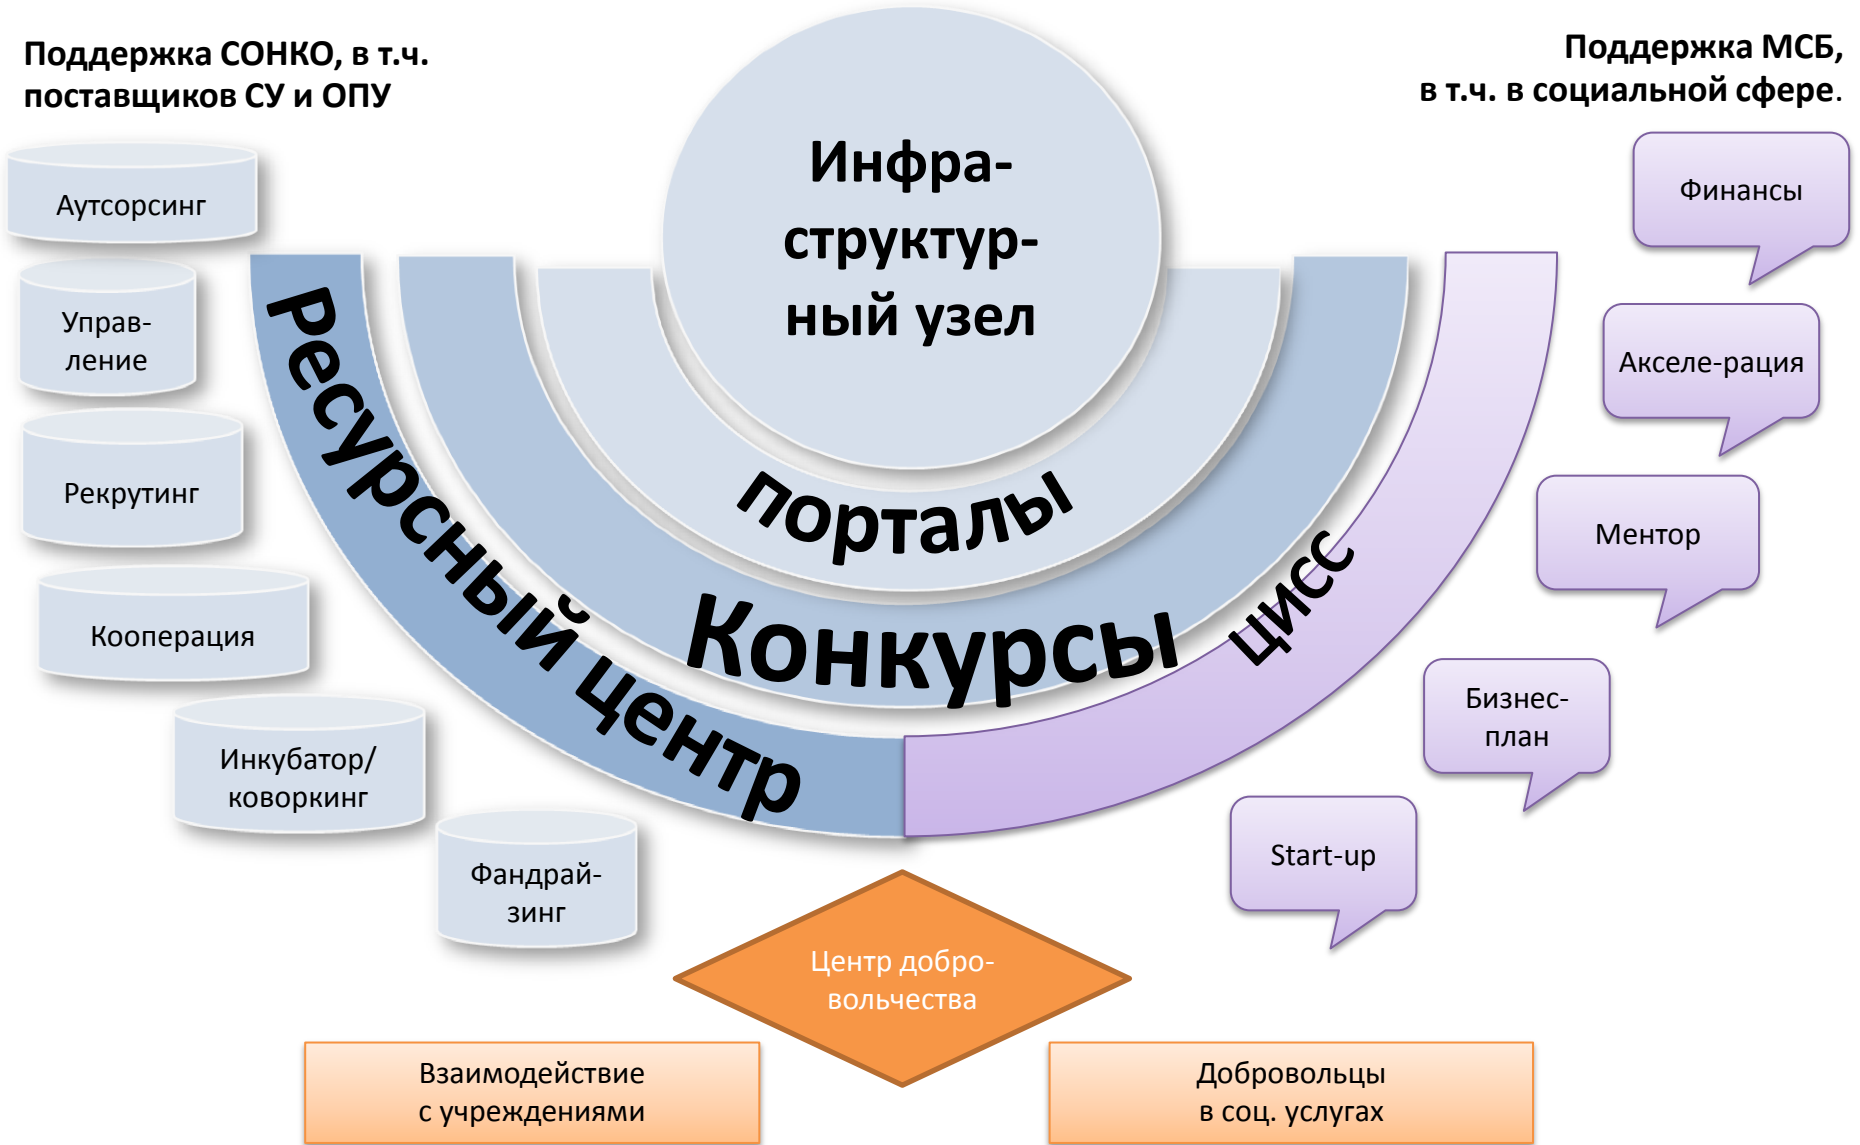 Поддержка СОНКО, в т.ч.
поставщиков СУ и ОПУ
Поддержка МСБ,
в т.ч. в социальной сфере.
Инфра-
структур-
ный узел
порталы
Конкурсы
Ресурсный центр
ЦИСС
Аутсорсинг
Управ-
ление
Рекрутинг
Кооперация
Инкубатор/
коворкинг
Фандрай-
зинг
Финансы
Акселе-рация
Ментор
Бизнес-
план
Start-up
Центр добро-
вольчества
Взаимодействие
с учреждениями
Добровольцы
в соц. услугах